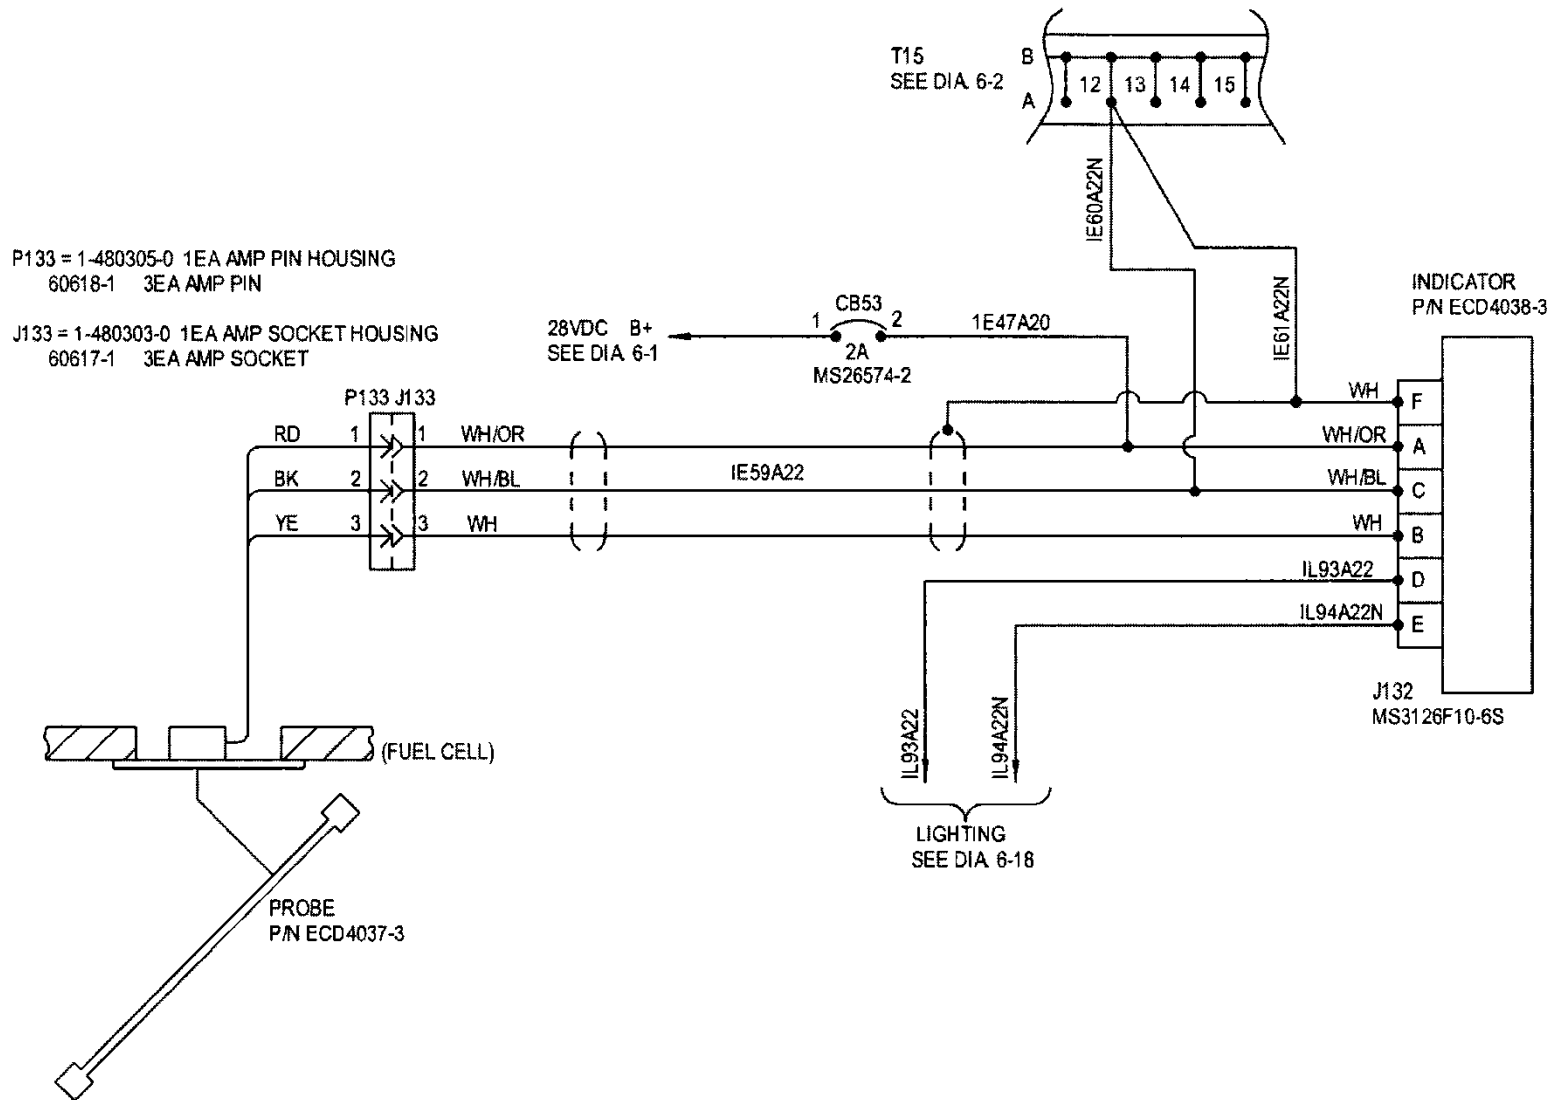 T15
SEE DIA. 6-2
B
A
12 13 14 15
IE60A22N
IE61A22N
P133 = 1-480305-0 1EA AMP PIN HOUSING
60618-1 3EA AMP PIN
J133 = 1-480303-0 1EA AMP SOCKET HOUSING
60617-1 3EA AMP SOCKET
28VDC B+
SEE DIA. 6-1
CB53
1 2
2A
MS26574-2
1E47A20
INDICATOR
P/N ECD4038-3
P133 J133
RD 1 1 WH/OR
BK 2 2 WH/BL
YE 3 3 WH
IE59A22
WH F
WH/OR A
WH/BL C
WH B
IL93A22 D
IL94A22N E
J132
MS3126F10-6S
IL93A22
IL94A22N
LIGHTING
SEE DIA. 6-18
(FUEL CELL)
PROBE
P/N ECD4037-3